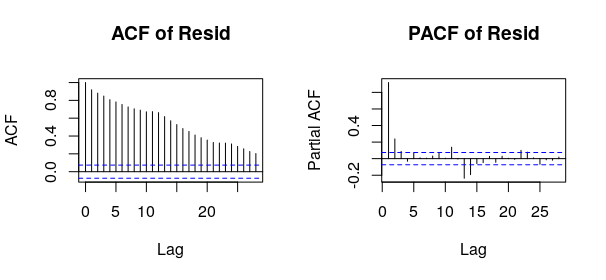 ACF of Resid
ACF
0.0 0.4 0.8
0 5 10 20
Lag
PACF of Resid
Partial ACF
-0.2 0.4
0 5 10 15 20 25
Lag